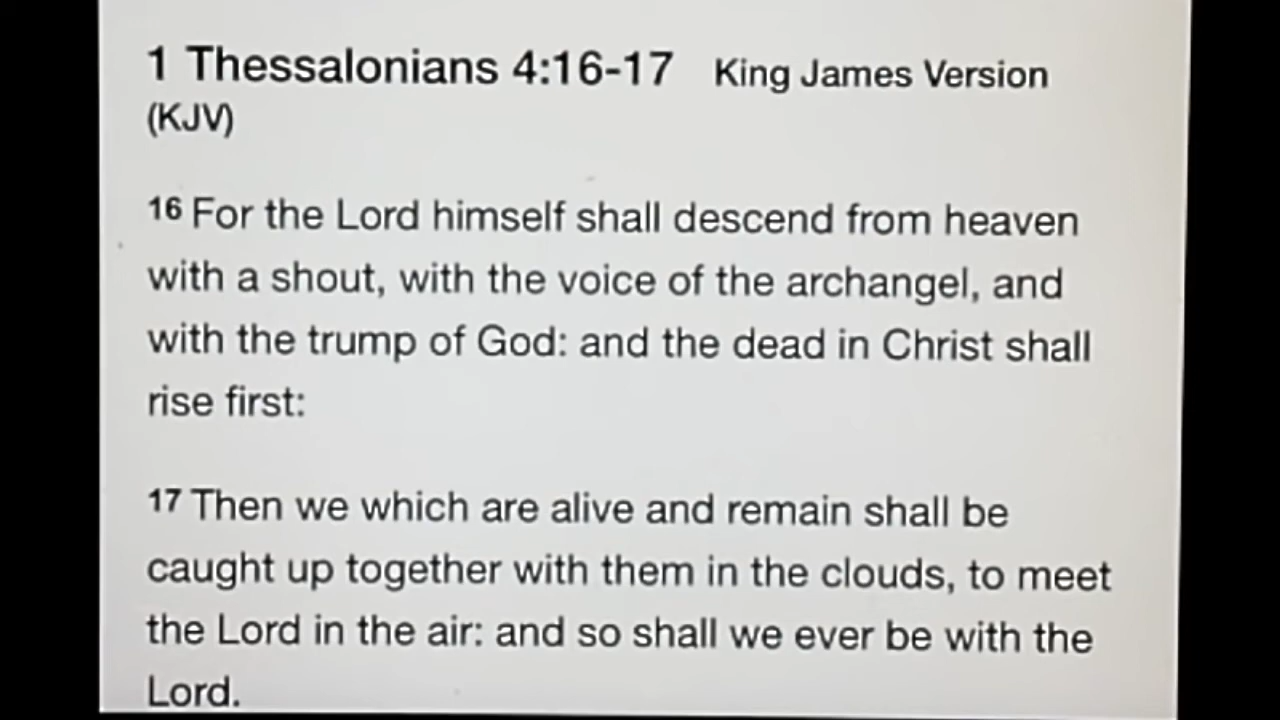 1 Thessalonians 4:16-17 King James Version
(KJV)
16 For the Lord himself shall descend from heaven
with a shout, with the voice of the archangel, and
with the trump of God: and the dead in Christ shall
rise first:
17 Then we which are alive and remain shall be
caught up together with them in the clouds, to meet
the Lord in the air: and so shall we ever be with the
Lord.